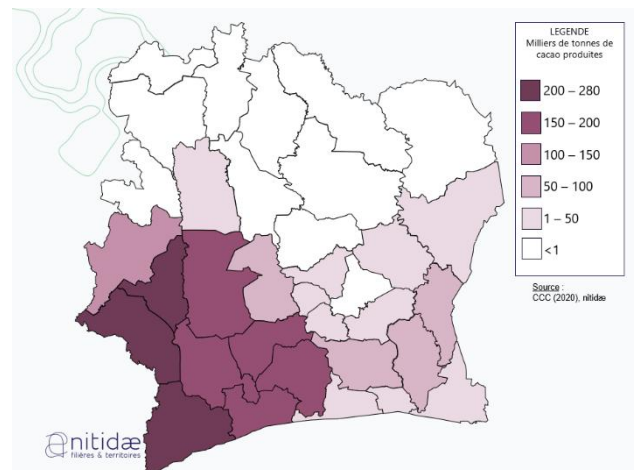 LEGENDE
Milliers de tonnes de
cacao produites
200 – 280
150 – 200
100 – 150
50 – 100
1 – 50
<1
Source :
CCC (2020), nitidæ
nitidæ
filières & territoires